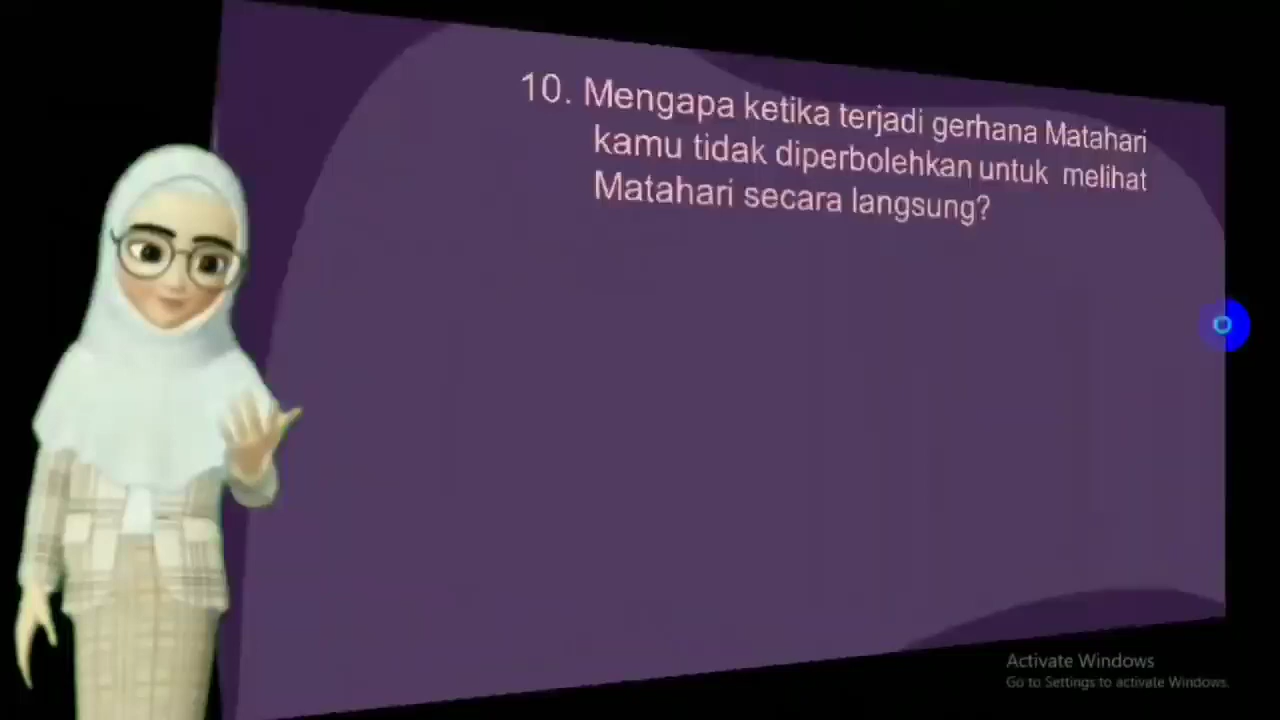 10. Mengapa ketika terjadi gerhana Matahari
kamu tidak diperbolehkan untuk melihat
Matahari secara langsung?
Activate Windows
Go to Settings to activate Windows.